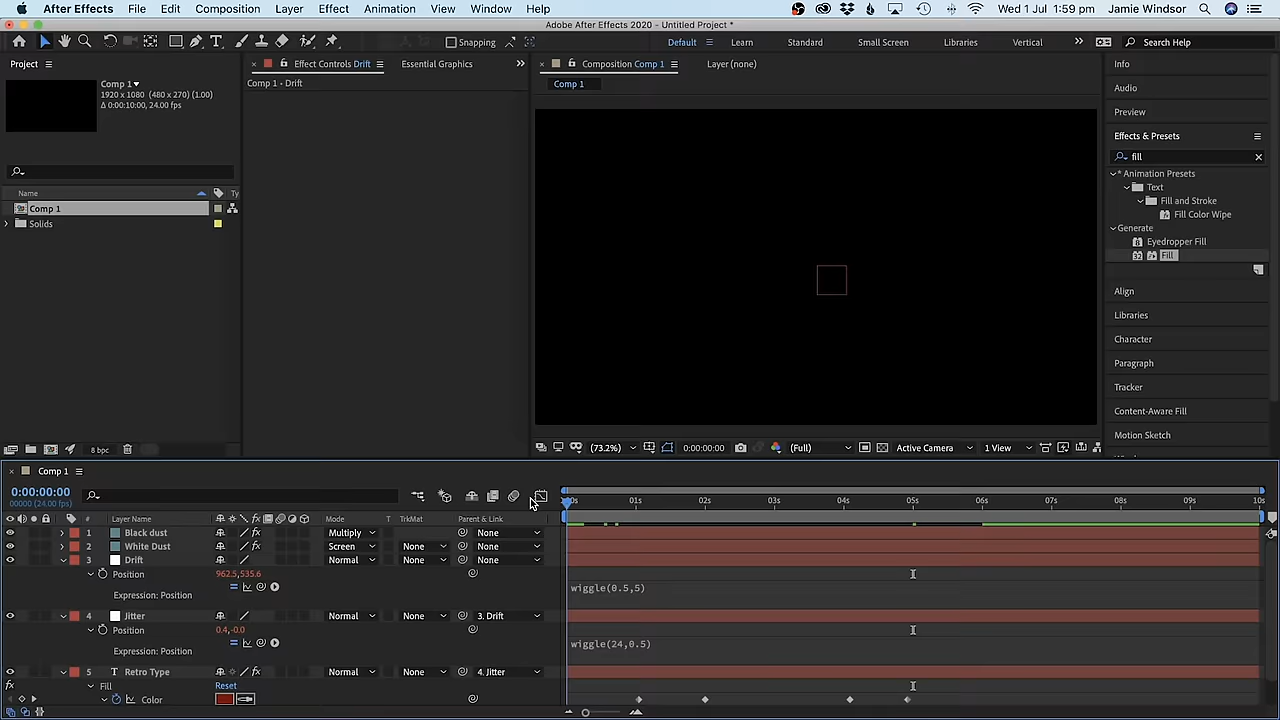 After Effects File Edit Composition Layer Effect Animation View Window Help Wed 1 Jul 1:59 pm Jamie Windsor
Adobe After Effects 2020 - Untitled Project *
Snapping Default Learn Standard Small Screen Libraries Vertical Search Help
Project Effect Controls Drift Essential Graphics Composition Comp 1 Layer (none) Info
Comp 1 1920 x 1080 (480 x 270) (1.00) Δ 0:00:10:00, 24.00 fps)
Comp 1 - Drift
Comp 1
Audio
Preview
Effects & Presets
fill
* Animation Presets
Text
Fill and Stroke
Fill Color Wipe
Generate
Eyedropper Fill
Fill
Align
Libraries
Character
Paragraph
Tracker
Content-Aware Fill
Motion Sketch
Name Ty
Comp 1
Solids
8 bpc
(73.2%) 0:00:00:00 (Full) Active Camera 1 View
Comp 1
0:00:00:00
00000 (24.00 fps)
01s 02s 03s 04s 05s 06s 07s 08s 09s 10s
# Layer Name Mode T TrkMat Parent & Link
1 Black dust Multiply None
2 White Dust Screen None None
3 Drift Normal None None
Position 962.5,535.6
Expression: Position wiggle(0.5,5)
4 Jitter Normal None 3. Drift
Position 0.4,-0.0
Expression: Position wiggle(24,0.5)
5 T Retro Type Normal None 4. Jitter
fx Fill Reset
Color